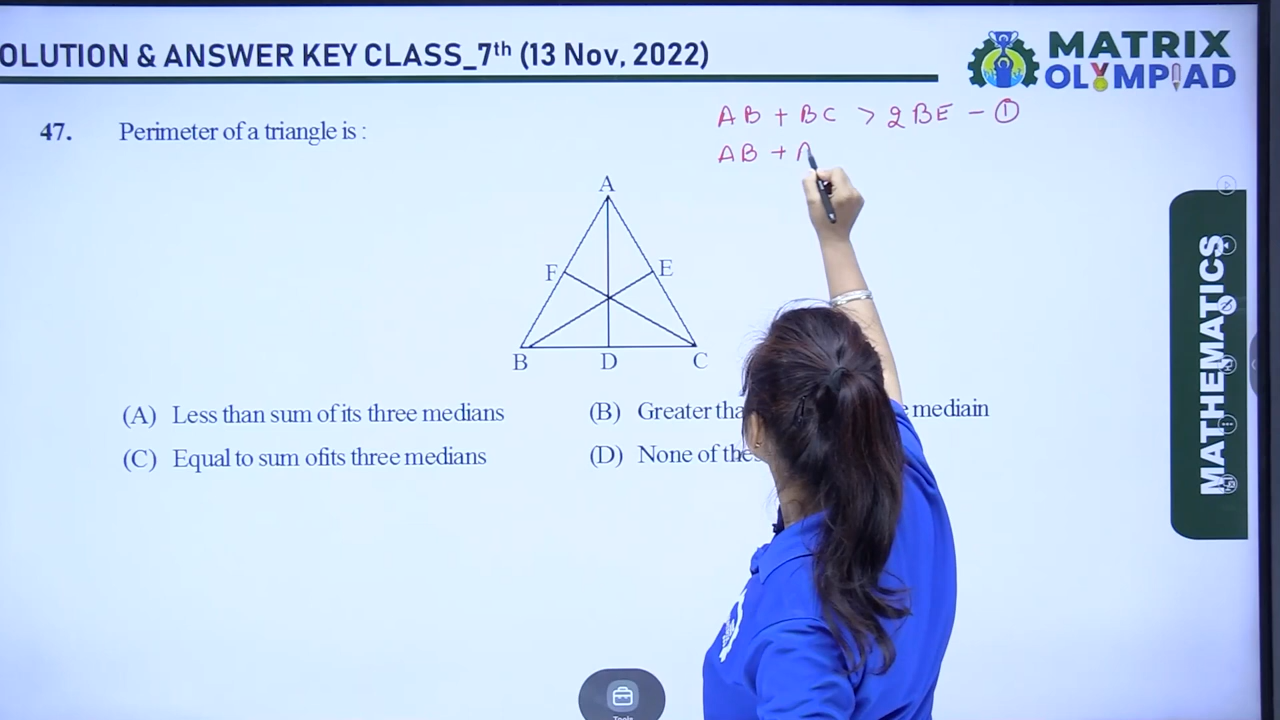 OLUTION & ANSWER KEY CLASS_7th (13 Nov, 2022)
MATRIX
OLYMPIAD
47. Perimeter of a triangle is :
AB + BC > 2BE - ①
AB + A
A
F
E
B
D
C
(A) Less than sum of its three medians
(B) Greater tha mediain
(C) Equal to sum ofits three medians
(D) None of thes
MATHEMATICS
Tools